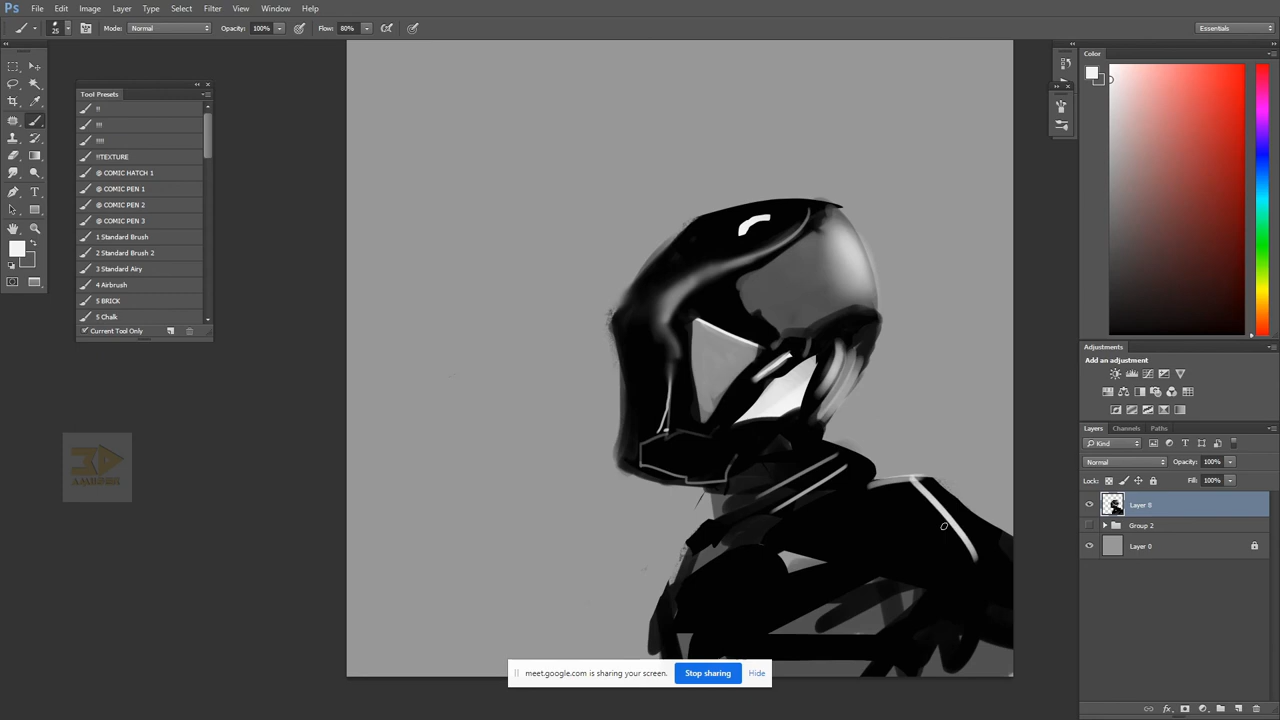 Ps File Edit Image Layer Type Select Filter View Window Help
25 Mode: Normal Opacity: 100% Flow: 80% Essentials
Color
Tool Presets
!!
!!!
!!!!
!!TEXTURE
@ COMIC HATCH 1
@ COMIC PEN 1
@ COMIC PEN 2
@ COMIC PEN 3
1 Standard Brush
2 Standard Brush 2
3 Standard Airy
4 Airbrush
5 BRICK
5 Chalk
Current Tool Only
Adjustments
Add an adjustment
Layers Channels Paths
Kind
Normal Opacity: 100%
Lock: Fill: 100%
Layer 8
Group 2
Layer 0
meet.google.com is sharing your screen. Stop sharing Hide